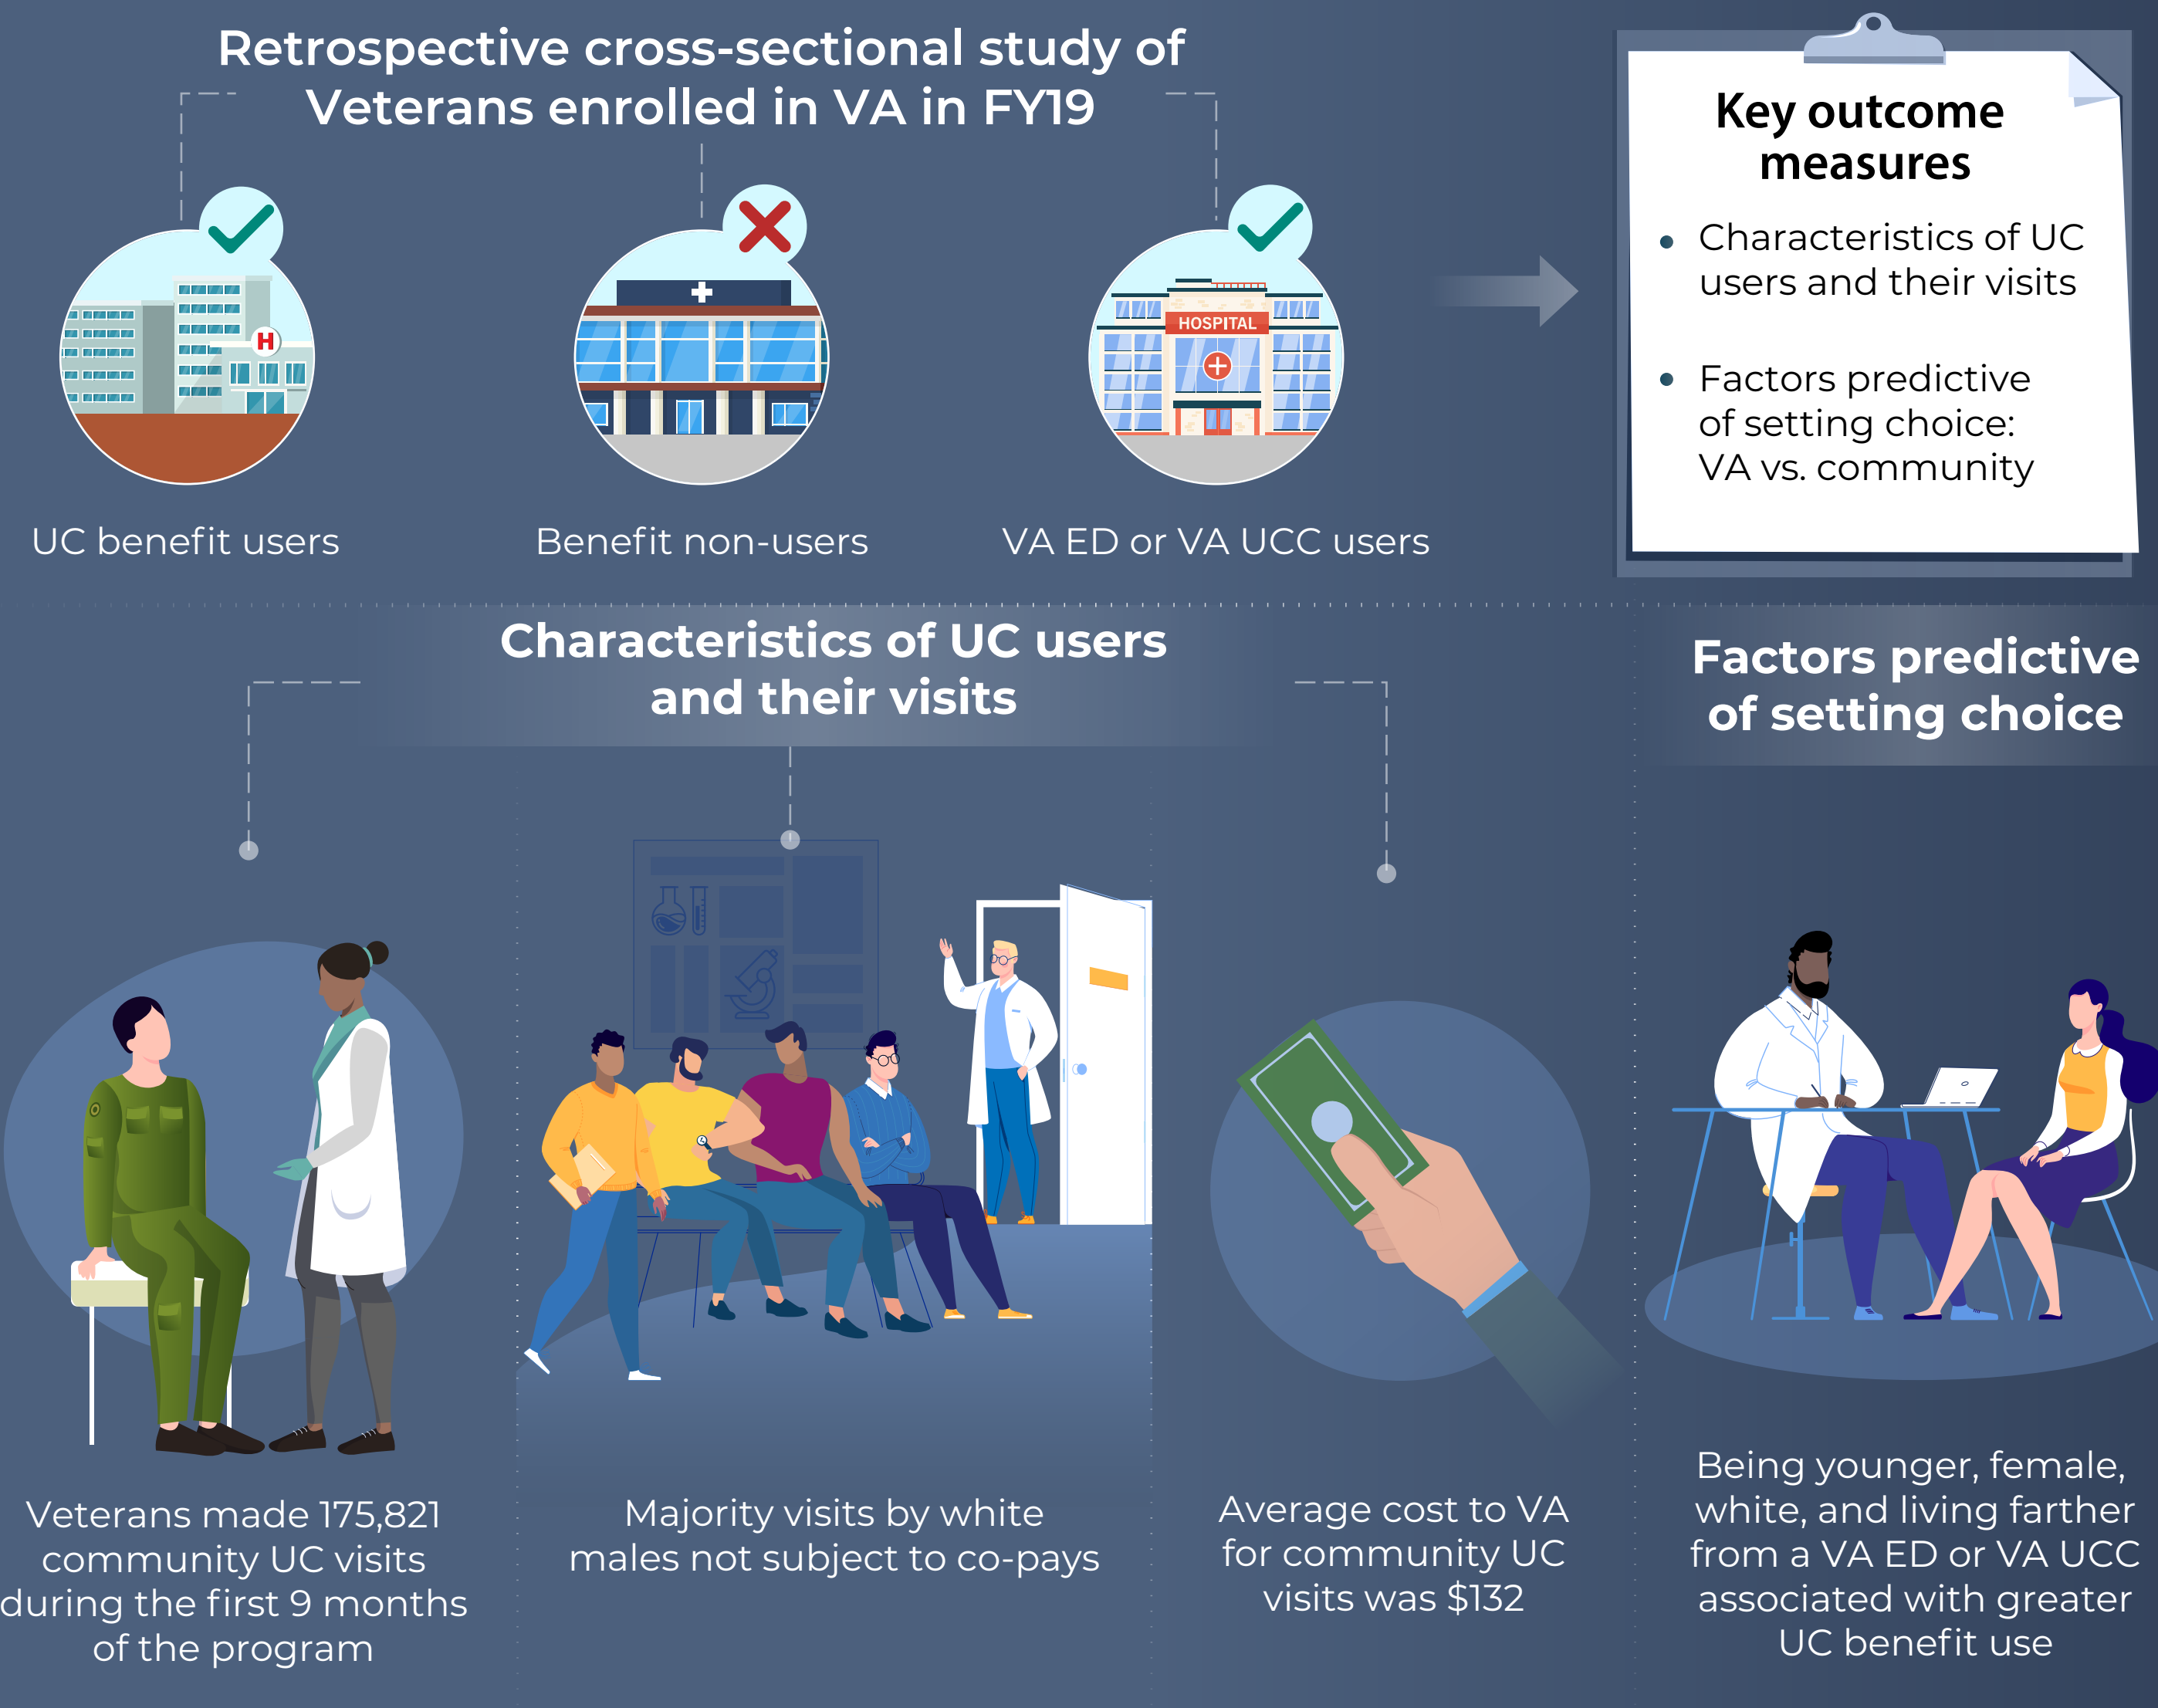 Retrospective cross-sectional study of
Veterans enrolled in VA in FY19
H
HOSPITAL
UC benefit users
Benefit non-users
VA ED or VA UCC users
Key outcome
measures
• Characteristics of UC
users and their visits
• Factors predictive
of setting choice:
VA vs. community
Characteristics of UC users
and their visits
Veterans made 175,821
community UC visits
during the first 9 months
of the program
Majority visits by white
males not subject to co-pays
Average cost to VA
for community UC
visits was $132
Factors predictive
of setting choice
Being younger, female,
white, and living farther
from a VA ED or VA UCC
associated with greater
UC benefit use